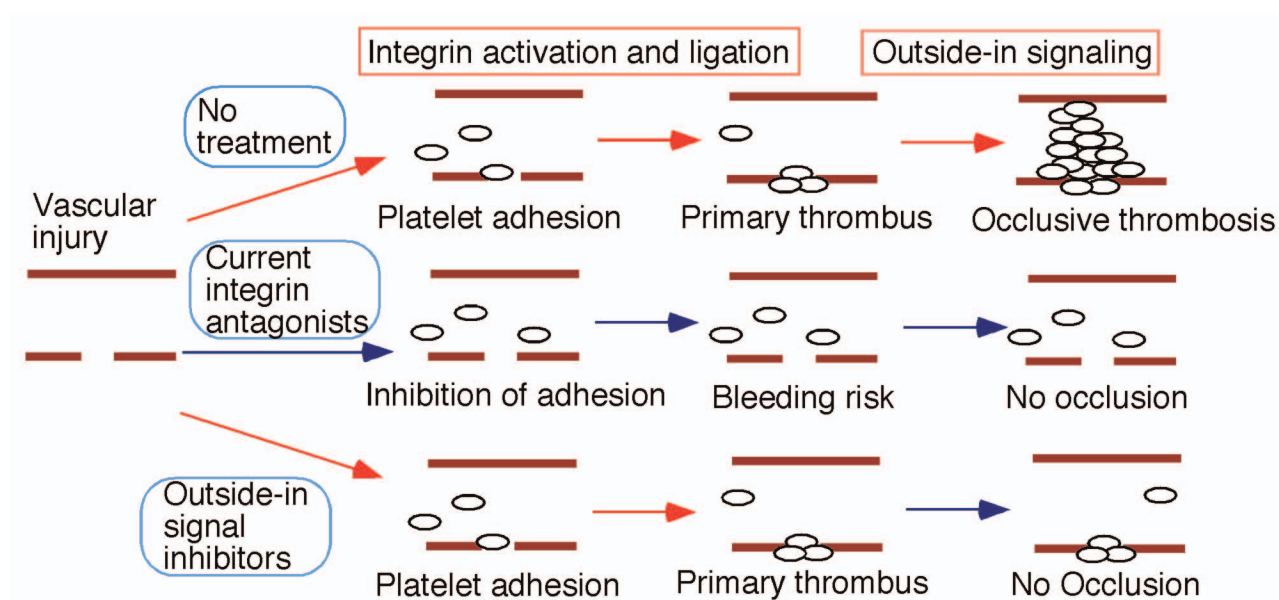 Integrin activation and ligation
Outside-in signaling
No
treatment
Platelet adhesion
Primary thrombus
Occlusive thrombosis
Vascular
injury
Current
integrin
antagonists
Inhibition of adhesion
Bleeding risk
No occlusion
Outside-in
signal
inhibitors
Platelet adhesion
Primary thrombus
No Occlusion